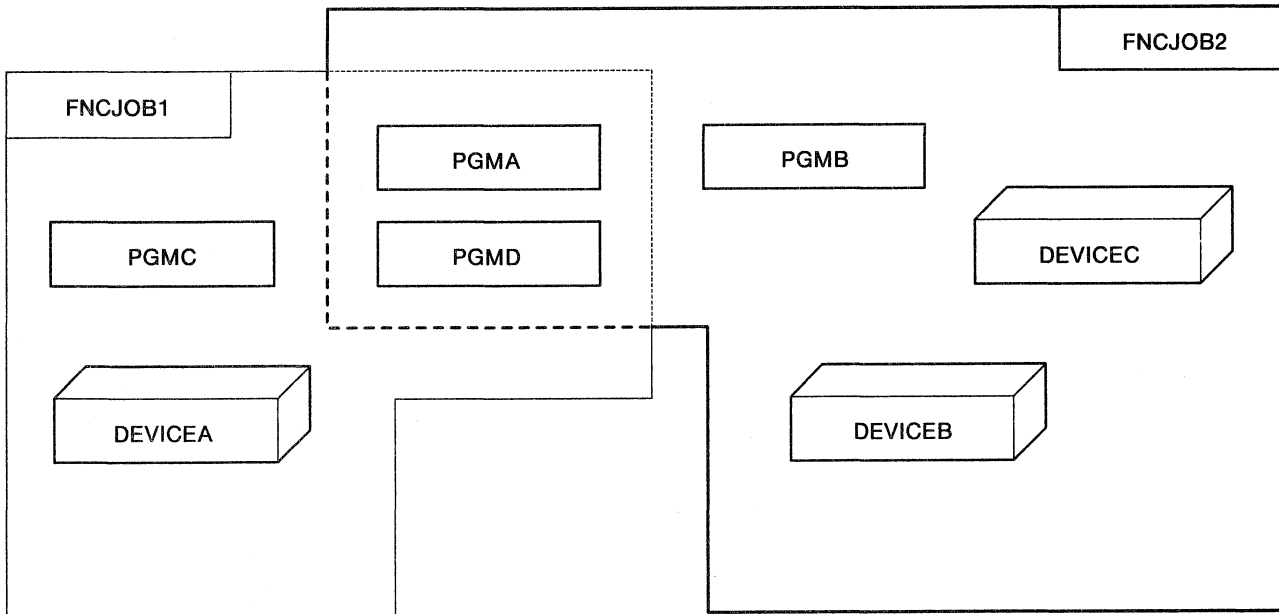 FNCJOB2
FNCJOB1
PGMA
PGMB
PGMC
PGMD
DEVICEC
DEVICEA
DEVICEB